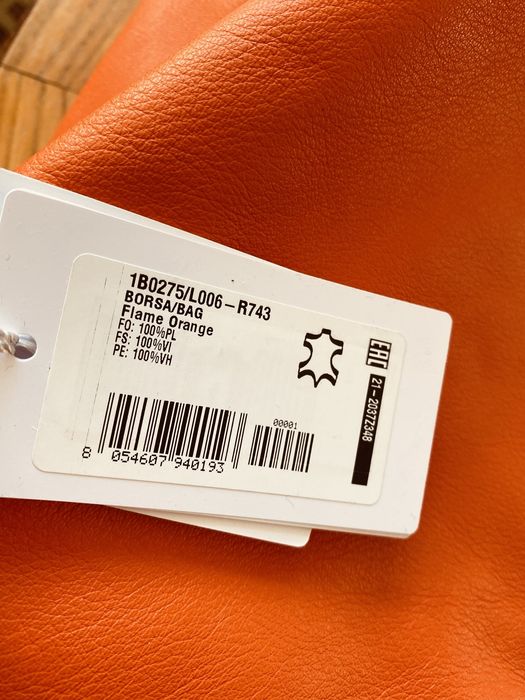 1B0275/L006-R743
BORSA/BAG
Flame Orange
FO: 100%PL
FS: 100%VI
PE: 100%VH
00001
8 054607 940193
EAC
21-2037Z348